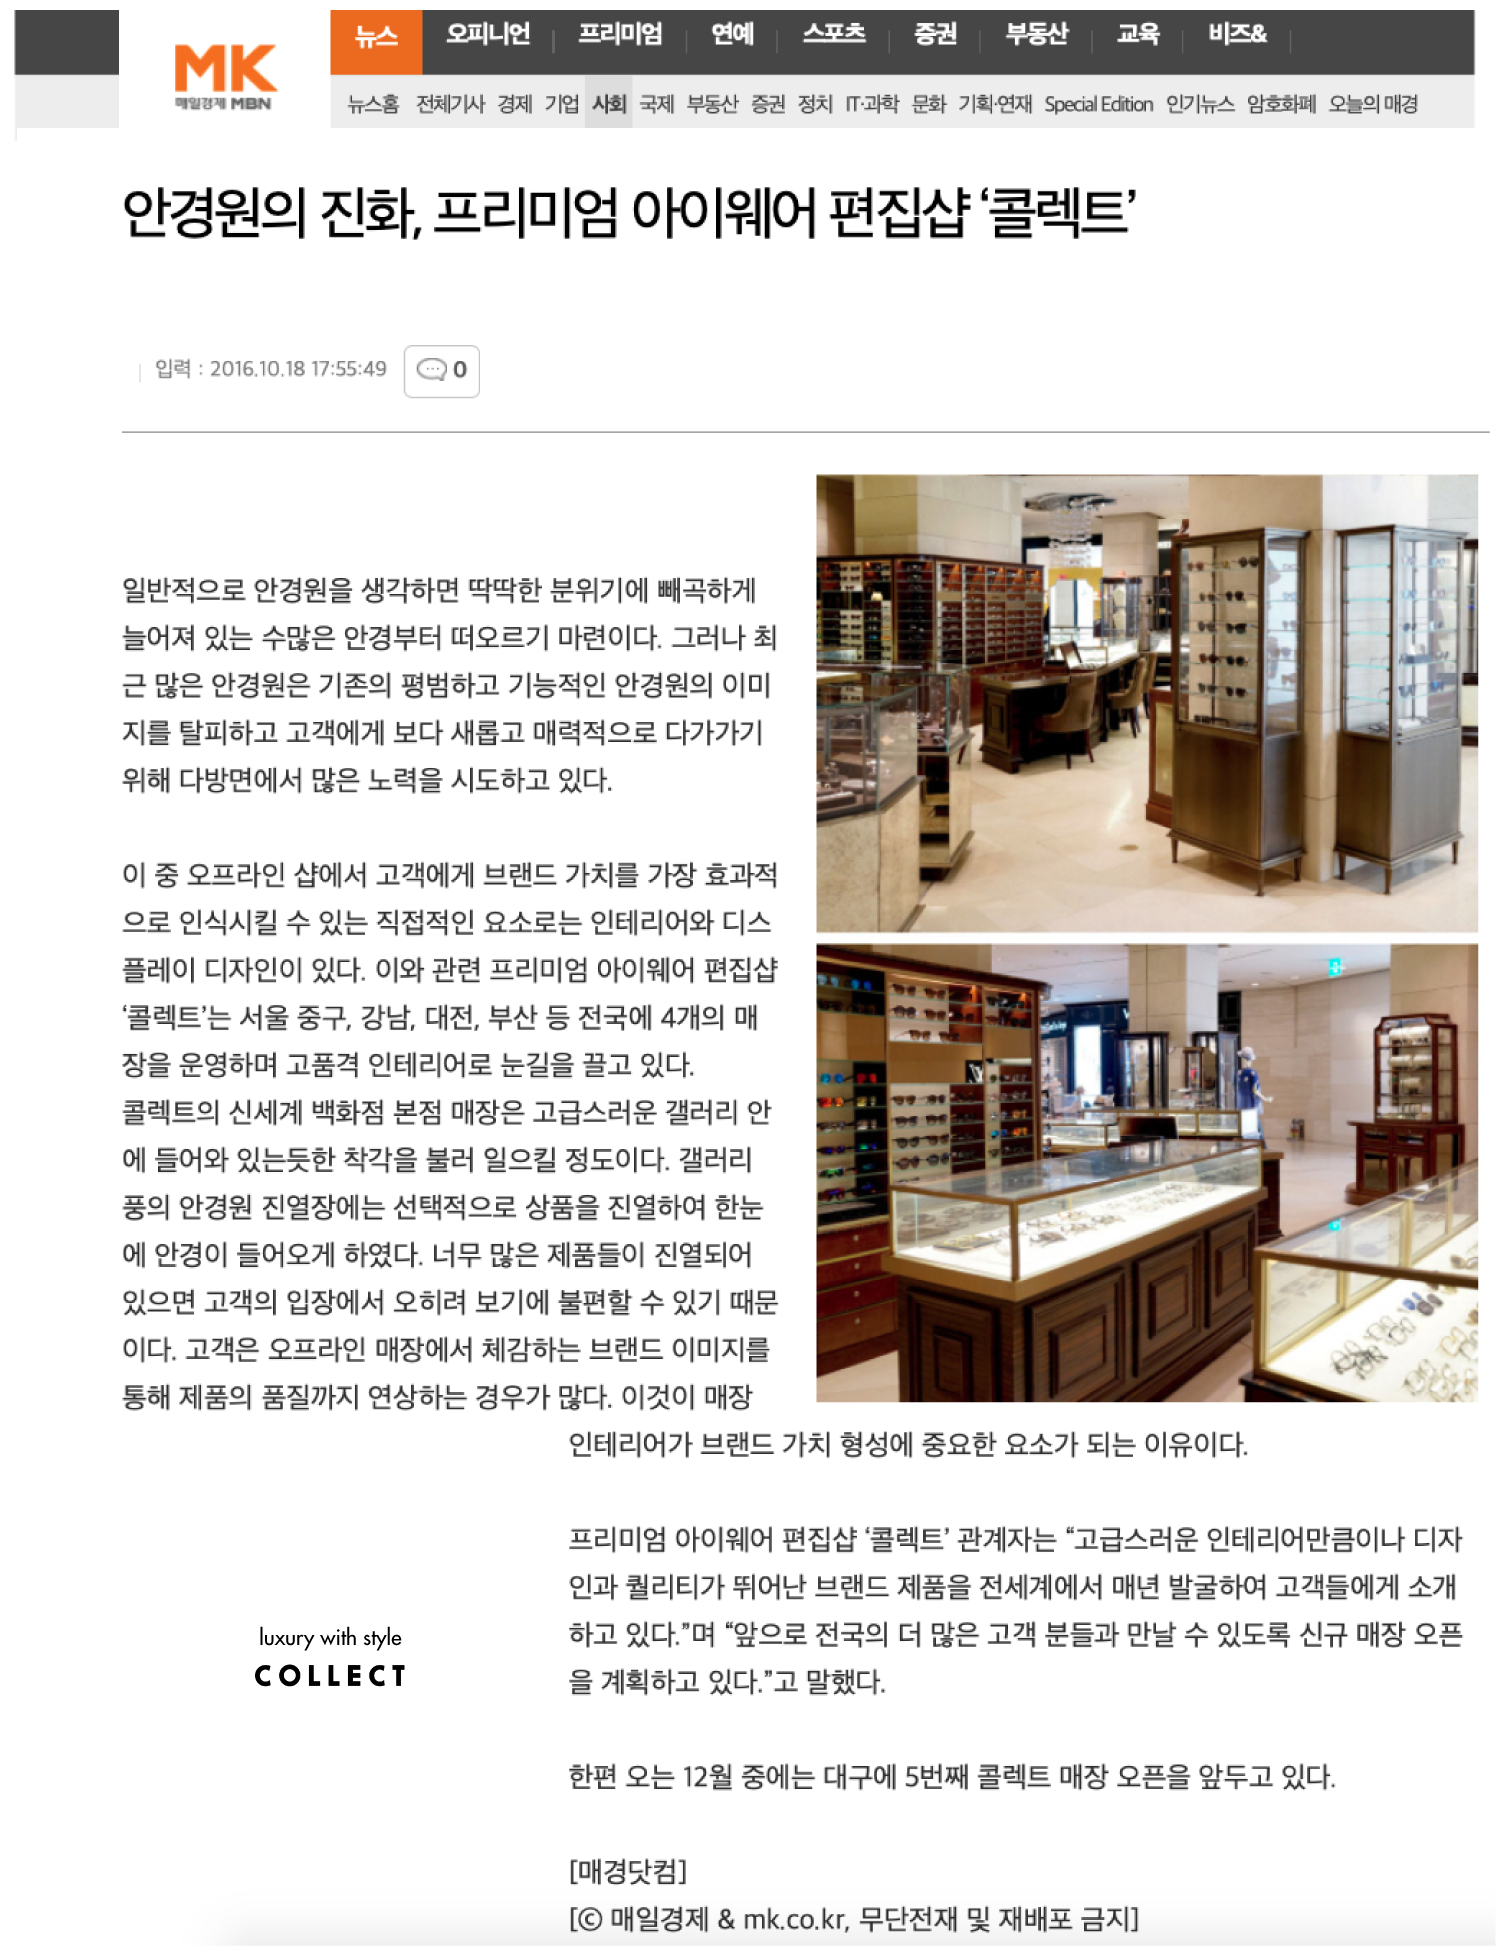 MK
매일경제 MBN
뉴스 오피니언 프리미엄 연예 스포츠 증권 부동산 교육 비즈&
뉴스홈 전체기사 경제 기업 사회 국제 부동산 증권 정치 IT·과학 문화 기획·연재 Special Edition 인기뉴스 암호화폐 오늘의 매경
안경원의 진화, 프리미엄 아이웨어 편집샵 ‘콜렉트’
입력 : 2016.10.18 17:55:49 0
일반적으로 안경원을 생각하면 딱딱한 분위기에 빼곡하게
늘어져 있는 수많은 안경부터 떠오르기 마련이다. 그러나 최
근 많은 안경원은 기존의 평범하고 기능적인 안경원의 이미
지를 탈피하고 고객에게 보다 새롭고 매력적으로 다가가기
위해 다방면에서 많은 노력을 시도하고 있다.
이 중 오프라인 샵에서 고객에게 브랜드 가치를 가장 효과적
으로 인식시킬 수 있는 직접적인 요소로는 인테리어와 디스
플레이 디자인이 있다. 이와 관련 프리미엄 아이웨어 편집샵
‘콜렉트’는 서울 중구, 강남, 대전, 부산 등 전국에 4개의 매
장을 운영하며 고품격 인테리어로 눈길을 끌고 있다.
콜렉트의 신세계 백화점 본점 매장은 고급스러운 갤러리 안
에 들어와 있는듯한 착각을 불러 일으킬 정도이다. 갤러리
풍의 안경원 진열장에는 선택적으로 상품을 진열하여 한눈
에 안경이 들어오게 하였다. 너무 많은 제품들이 진열되어
있으면 고객의 입장에서 오히려 보기에 불편할 수 있기 때문
이다. 고객은 오프라인 매장에서 체감하는 브랜드 이미지를
통해 제품의 품질까지 연상하는 경우가 많다. 이것이 매장
인테리어가 브랜드 가치 형성에 중요한 요소가 되는 이유이다.
프리미엄 아이웨어 편집샵 ‘콜렉트’ 관계자는 “고급스러운 인테리어만큼이나 디자
인과 퀄리티가 뛰어난 브랜드 제품을 전세계에서 매년 발굴하여 고객들에게 소개
하고 있다.”며 “앞으로 전국의 더 많은 고객 분들과 만날 수 있도록 신규 매장 오픈
을 계획하고 있다.”고 말했다.
luxury with style
COLLECT
한편 오는 12월 중에는 대구에 5번째 콜렉트 매장 오픈을 앞두고 있다.
[매경닷컴]
[ⓒ 매일경제 & mk.co.kr, 무단전재 및 재배포 금지]